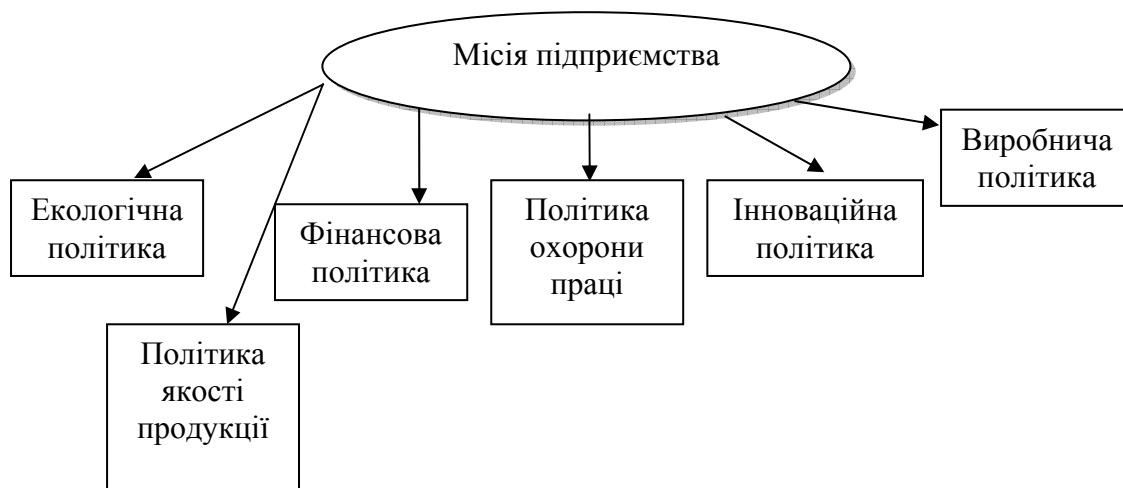 Місія підприємства
Екологічна
політика
Політика
якості
продукції
Фінансова
політика
Політика
охорони
праці
Інноваційна
політика
Виробнича
політика